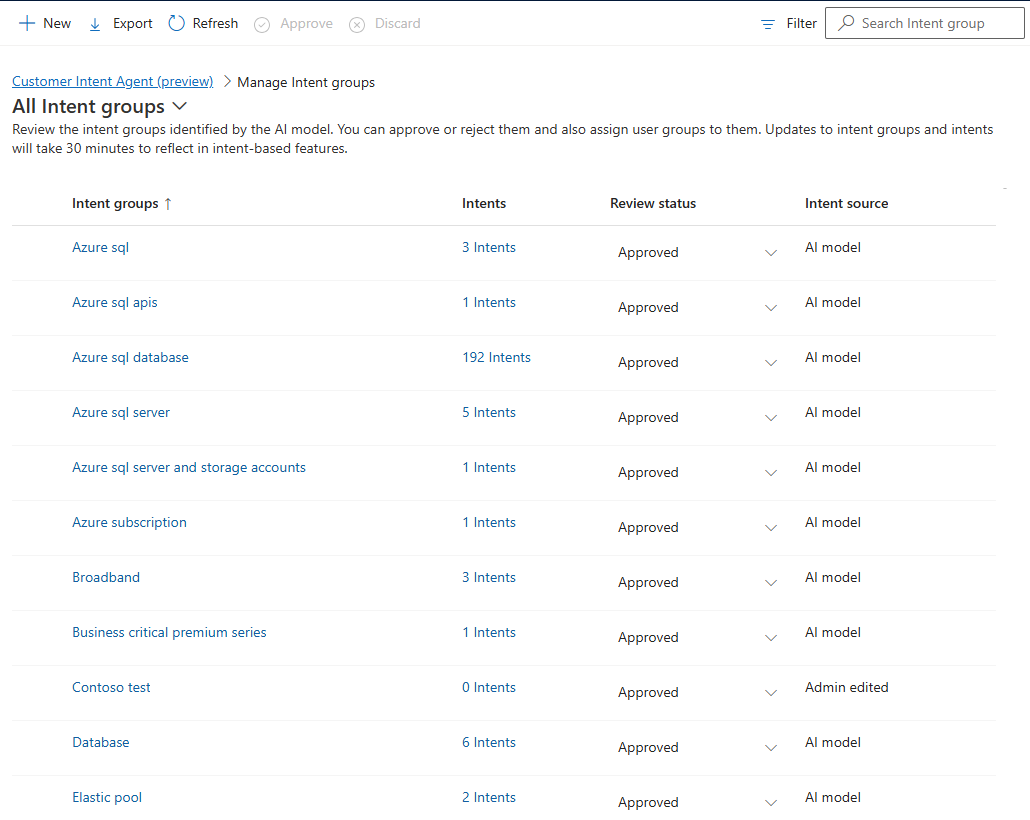 New Export Refresh Approve Discard Filter Search Intent group
Customer Intent Agent (preview) > Manage Intent groups
All Intent groups
Review the intent groups identified by the AI model. You can approve or reject them and also assign user groups to them. Updates to intent groups and intents
will take 30 minutes to reflect in intent-based features.
Intent groups ↑ Intents Review status Intent source
Azure sql 3 Intents Approved AI model
Azure sql apis 1 Intents Approved AI model
Azure sql database 192 Intents Approved AI model
Azure sql server 5 Intents Approved AI model
Azure sql server and storage accounts 1 Intents Approved AI model
Azure subscription 1 Intents Approved AI model
Broadband 3 Intents Approved AI model
Business critical premium series 1 Intents Approved AI model
Contoso test 0 Intents Approved Admin edited
Database 6 Intents Approved AI model
Elastic pool 2 Intents Approved AI model